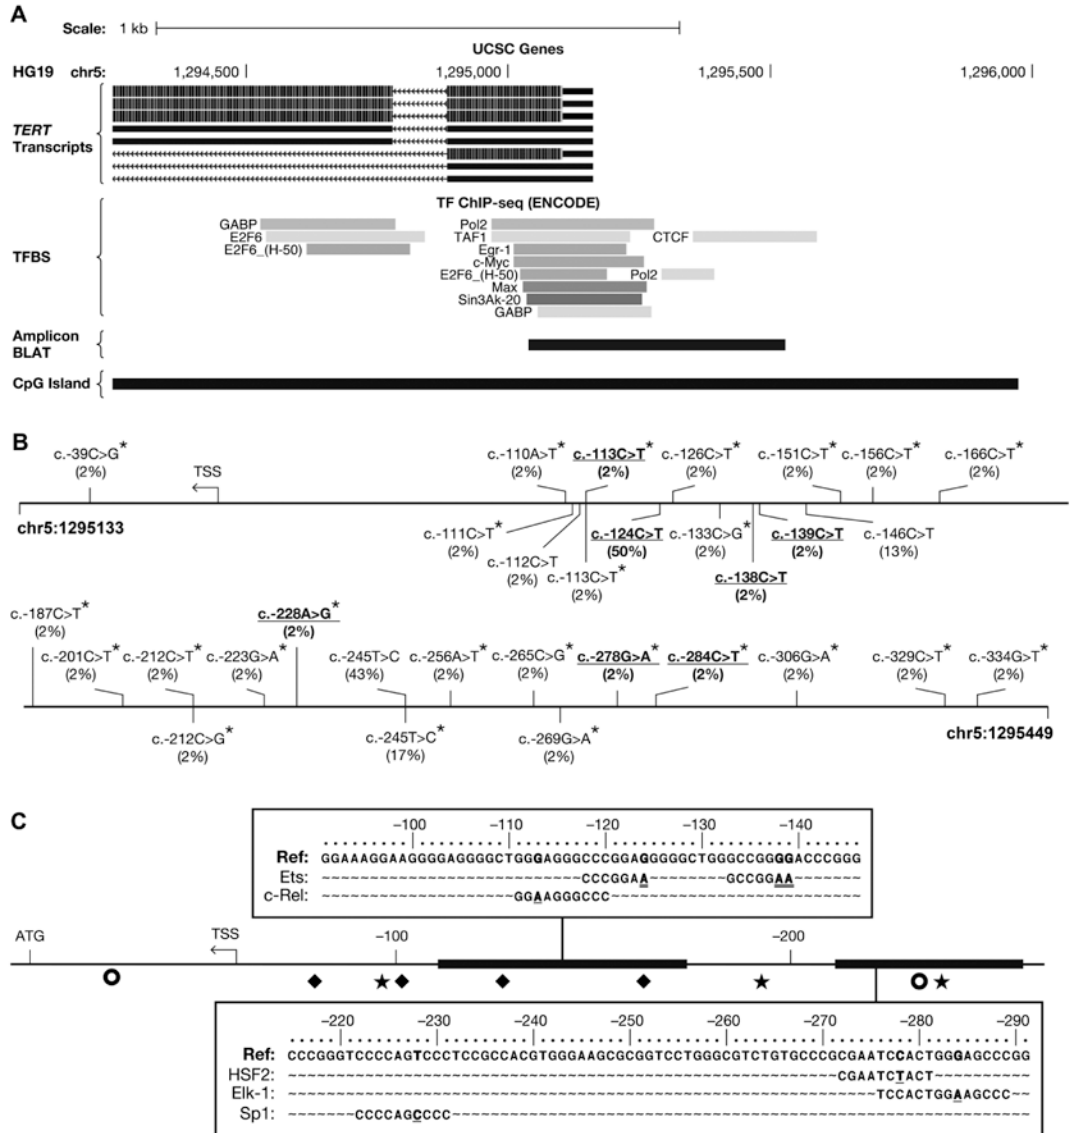 A
Scale: 1 kb
UCSC Genes
HG19 chr5: 1,294,500 1,295,000 1,295,500 1,296,000
TERT
Transcripts
TF ChIP-seq (ENCODE)
GABP Pol2
E2F6 TAF1 CTCF
E2F6_(H-50) Egr-1
TFBS c-Myc
E2F6_(H-50) Pol2
Max
Sin3Ak-20
GABP
Amplicon
BLAT
CpG Island
B
c.-39C>G* c.-110A>T* c.-113C>T* c.-126C>T* c.-151C>T* c.-156C>T* c.-166C>T*
(2%) TSS (2%) (2%) (2%) (2%) (2%) (2%)
chr5:1295133
c.-111C>T* c.-124C>T c.-133C>G* c.-139C>T c.-146C>T
(2%) (50%) (2%) (2%) (13%)
c.-112C>T
(2%)
c.-113C>T* c.-138C>T
(2%) (2%)
c.-187C>T* c.-228A>G*
(2%) (2%)
c.-201C>T* c.-212C>T* c.-223G>A* c.-245T>C c.-256A>T* c.-265C>G* c.-278G>A* c.-284C>T* c.-306G>A* c.-329C>T* c.-334G>T*
(2%) (2%) (2%) (43%) (2%) (2%) (2%) (2%) (2%) (2%) (2%)
c.-212C>G* c.-245T>C* c.-269G>A* chr5:1295449
(2%) (17%) (2%)
C
−100 −110 −120 −130 −140
Ref: GGAAAGGAAGGGGAGGGGCTGGGAGGGCCCGGAGGGGGCTGGGCCGGGGACCCGGG
Ets: ~~~~~~~~~~~~~~~~~~~~~~~~~~~CCCGGAA~~~~~~~~GCCGGAA~~~~~~~
c-Rel: ~~~~~~~~~~~~~~~~~~~~GGAAGGGCCC~~~~~~~~~~~~~~~~~~~~~~~~~~
ATG TSS −100 −200
−220 −230 −240 −250 −260 −270 −280 −290
Ref: CCCGGGTCCCCAGTCCCTCCGCCACGTGGGAAGCGCGGTCCTGGGCGTCTGTGCCCGCGAATCCACTGGGAGCCCGG
HSF2: ~~~~~~~~~~~~~~~~~~~~~~~~~~~~~~~~~~~~~~~~~~~~~~~~~~~~~~~~~CGAATCTACT~~~~~~~~~~
Elk-1: ~~~~~~~~~~~~~~~~~~~~~~~~~~~~~~~~~~~~~~~~~~~~~~~~~~~~~~~~~~~~~TCCACTGGAAGCCC~~
Sp1: ~~~~~~~CCCCAGCCCC~~~~~~~~~~~~~~~~~~~~~~~~~~~~~~~~~~~~~~~~~~~~~~~~~~~~~~~~~~~~